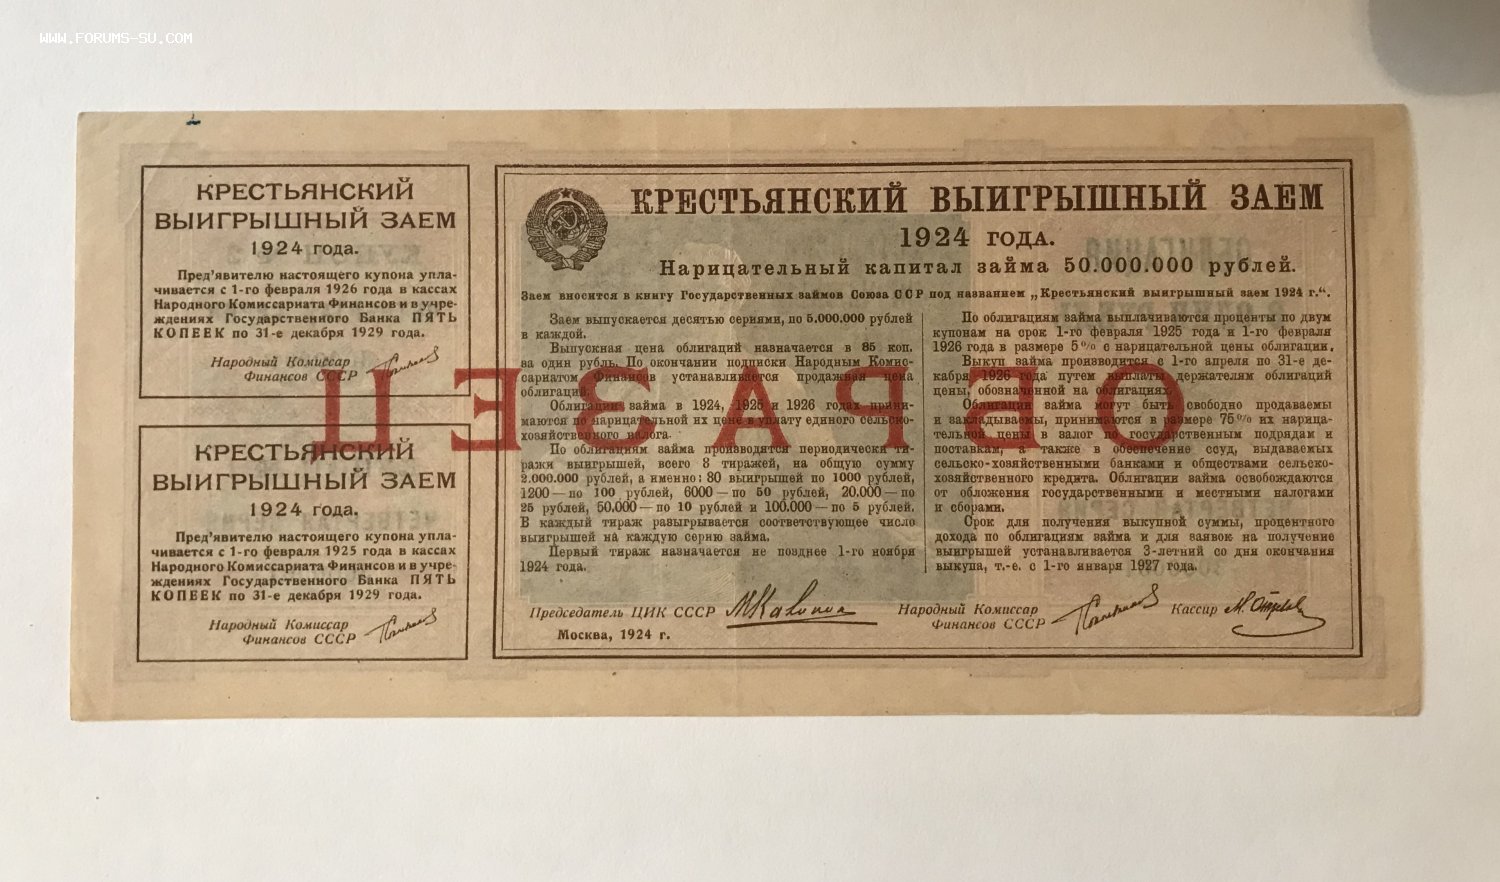 WWW.FORUMS-SU.COM
КРЕСТЬЯНСКИЙ
ВЫИГРЫШНЫЙ ЗАЕМ
1924 года.
Пред'явителю настоящего купона упла-
чивается с 1-го февраля 1926 года в кассах
Народного Комиссариата Финансов и в учре-
ждениях Государственного Банка ПЯТЬ
КОПЕЕК по 31-е декабря 1929 года.
Народный Комиссар
Финансов СССР
КРЕСТЬЯНСКИЙ
ВЫИГРЫШНЫЙ ЗАЕМ
1924 года.
Пред'явителю настоящего купона упла-
чивается с 1-го февраля 1925 года в кассах
Народного Комиссариата Финансов и в учре-
ждениях Государственного Банка ПЯТЬ
КОПЕЕК по 31-е декабря 1929 года.
Народный Комиссар
Финансов СССР
КРЕСТЬЯНСКИЙ ВЫИГРЫШНЫЙ ЗАЕМ
1924 ГОДА.
Нарицательный капитал займа 50.000.000 рублей.
Заем вносится в книгу Государственных займов Союза ССР под названием „Крестьянский выигрышный заем 1924 г.“.
Заем выпускается десятью сериями, по 5.000.000 рублей
в каждой.
Выпускная цена облигаций назначается в 85 коп.
за один рубль. По окончании подписки Народным Комис-
сариатом Финансов устанавливается продажная цена
облигаций.
Облигации займа в 1924, 1925 и 1926 годах прини-
маются по нарицательной их цене в уплату единого сельско-
хозяйственного налога.
По облигациям займа производятся периодически ти-
ражи выигрышей, всего 8 тиражей, на общую сумму
2.000.000 рублей, а именно: 80 выигрышей по 1000 рублей,
1200 — по 100 рублей, 6000 — по 50 рублей, 20.000 — по
25 рублей, 50.000 — по 10 рублей и 100.000 — по 5 рублей.
В каждый тираж разыгрывается соответствующее число
выигрышей на каждую серию займа.
Первый тираж назначается не позднее 1-го ноября
1924 года.
По облигациям займа выплачиваются проценты по двум
купонам на срок 1-го февраля 1925 года и 1-го февраля
1926 года в размере 5% с нарицательной цены облигации.
Выкуп займа производится с 1-го апреля по 31-е де-
кабря 1926 года путем выплаты держателям облигаций
цены, обозначенной на облигациях.
Облигации займа могут быть свободно продаваемы
и закладываемы, принимаются в размере 75% их нарица-
тельной цены в залог по государственным подрядам и
поставкам, а также в обеспечение ссуд, выдаваемых
сельско-хозяйственными банками и обществами сельско-
хозяйственного кредита. Облигации займа освобождаются
от обложения государственными и местными налогами
и сборами.
Срок для получения выкупной суммы, процентного
дохода по облигациям займа и для заявок на получение
выигрышей устанавливается 3-летний со дня окончания
выкупа, т.-е. с 1-го января 1927 года.
Председатель ЦИК СССР М Калинин
Народный Комиссар
Финансов СССР
Кассир
Москва, 1924 г.
ОБРАЗЕЦ